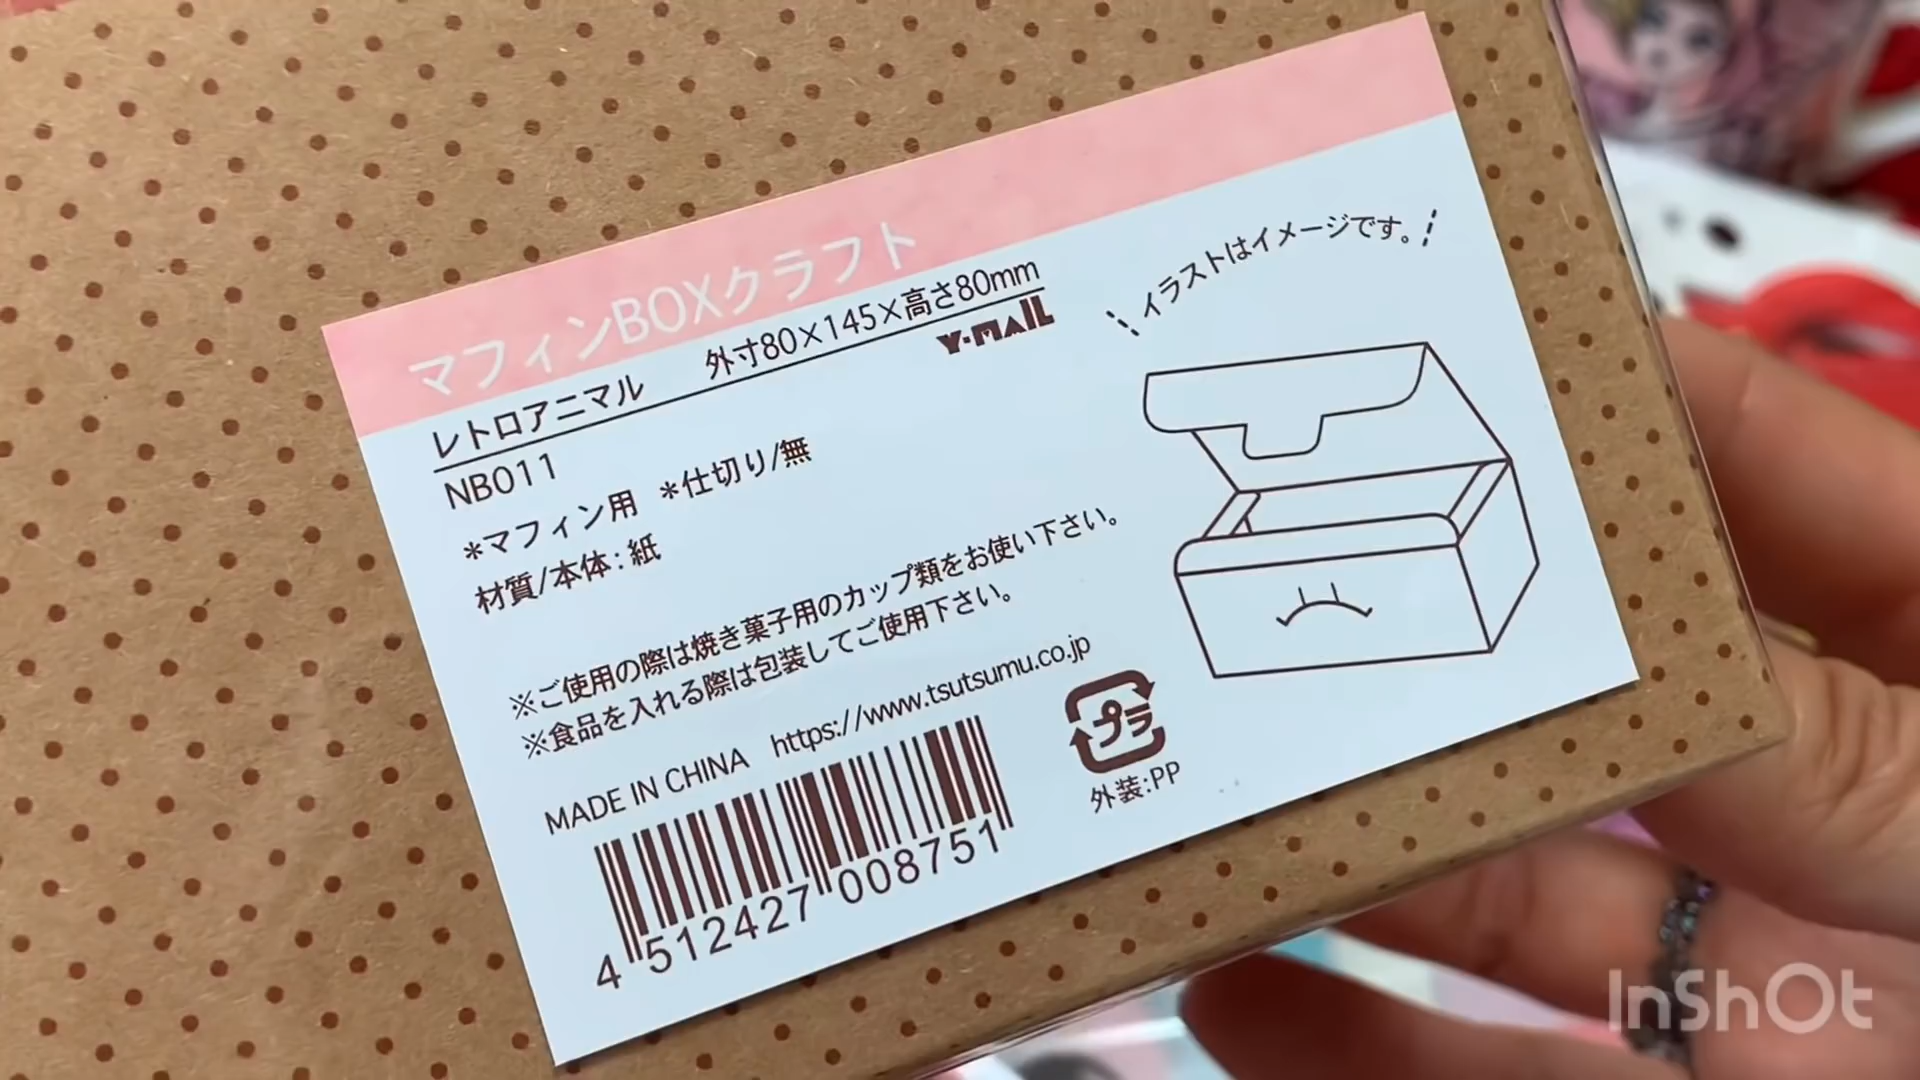 マフィンBOXクラフト
レトロアニマル 外寸80×145×高さ80mm
NB011
Y-MAIL
*マフィン用 *仕切り/無
材質/本体:紙
イラストはイメージです。
※ご使用の際は焼き菓子用のカップ類をお使い下さい。
※食品を入れる際は包装してご使用下さい。
MADE IN CHINA https://www.tsutsumu.co.jp
4 512427 008751
プラ
外装:PP
InShOt